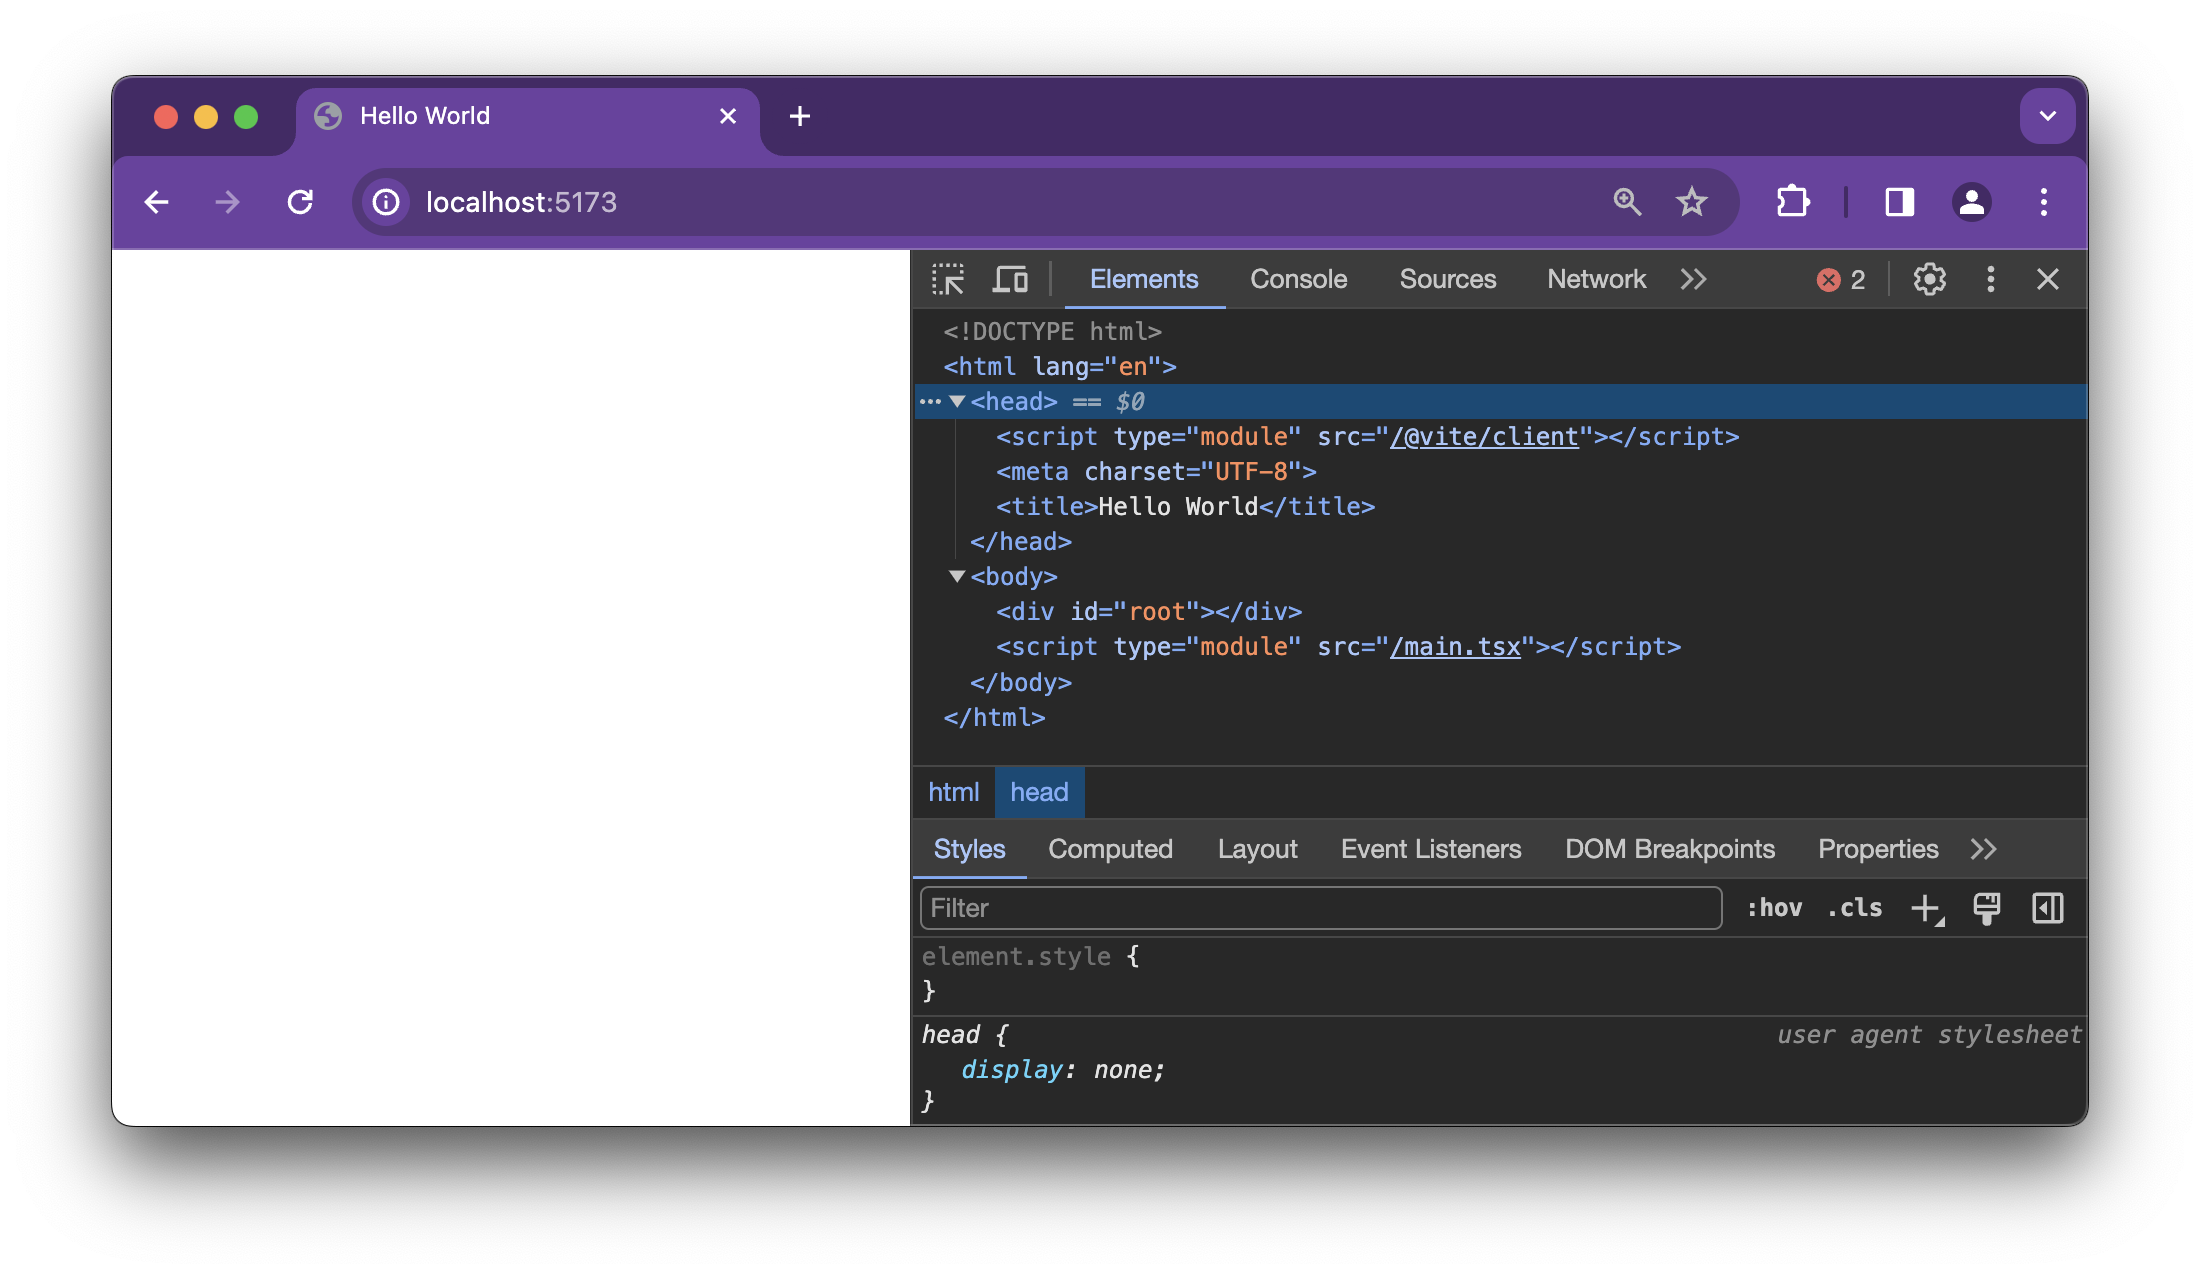 Hello World
localhost:5173
Elements Console Sources Network 2
<!DOCTYPE html>
<html lang="en">
<head> == $0
<script type="module" src="/@vite/client"></script>
<meta charset="UTF-8">
<title>Hello World</title>
</head>
<body>
<div id="root"></div>
<script type="module" src="/main.tsx"></script>
</body>
</html>
html head
Styles Computed Layout Event Listeners DOM Breakpoints Properties
Filter :hov .cls
element.style {
}
head { user agent stylesheet
display: none;
}